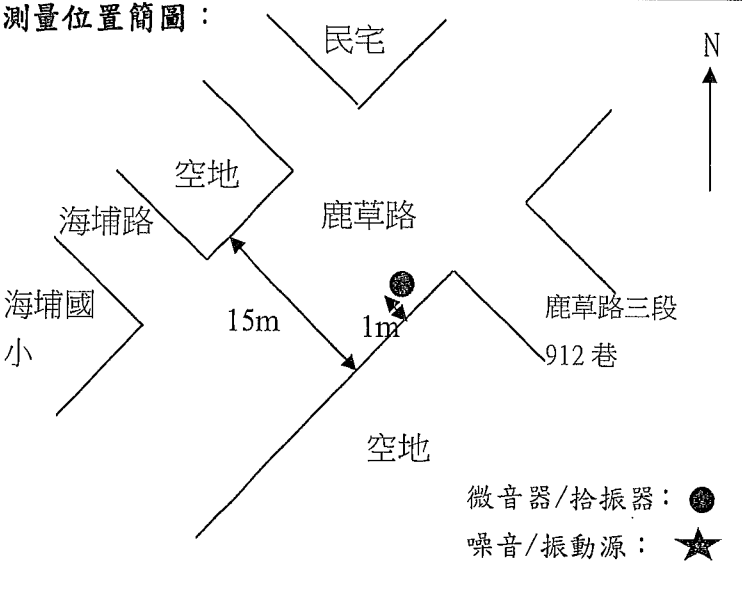 測量位置簡圖：
民宅
N
空地
海埔路
鹿草路
海埔國
小
15m
1m
鹿草路三段
912 巷
空地
微音器/拾振器：
噪音/振動源：